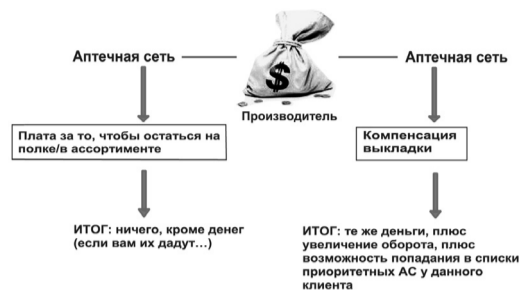 Аптечная сеть
$
Аптечная сеть
Производитель
Плата за то, чтобы остаться на
полке/в ассортименте
Компенсация
выкладки
ИТОГ: ничего, кроме денег
(если вам их дадут...)
ИТОГ: те же деньги, плюс
увеличение оборота, плюс
возможность попадания в списки
приоритетных АС у данного
клиента